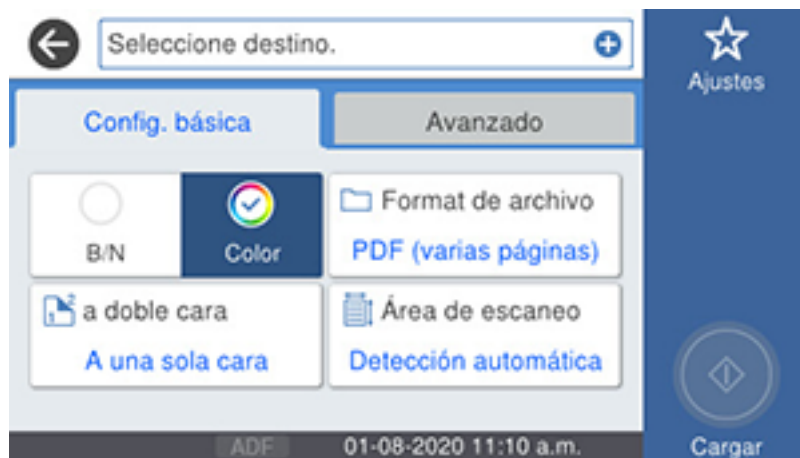 Seleccione destino.
Ajustes
Config. básica
Avanzado
B/N
Color
Format de archivo
PDF (varias páginas)
a doble cara
A una sola cara
Área de escaneo
Detección automática
ADF
01-08-2020 11:10 a.m.
Cargar